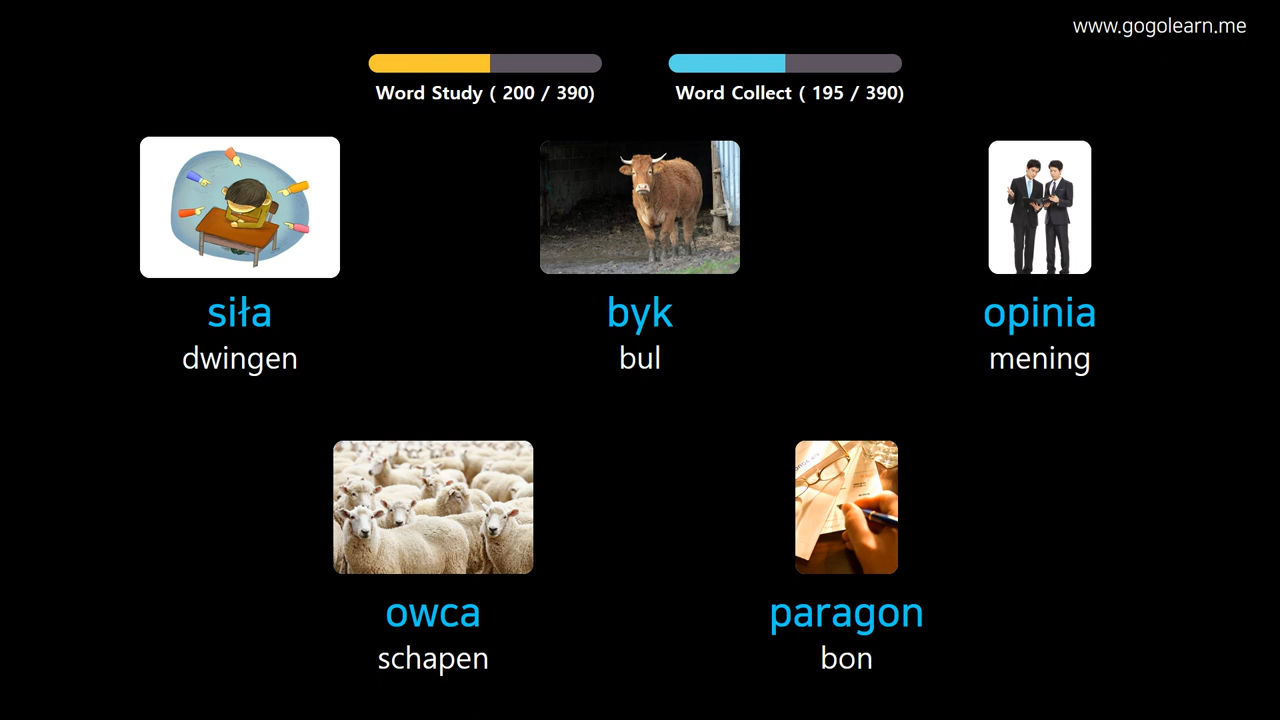 www.gogolearn.me
Word Study ( 200 / 390)
Word Collect ( 195 / 390)
siła
dwingen
byk
bul
opinia
mening
owca
schapen
paragon
bon